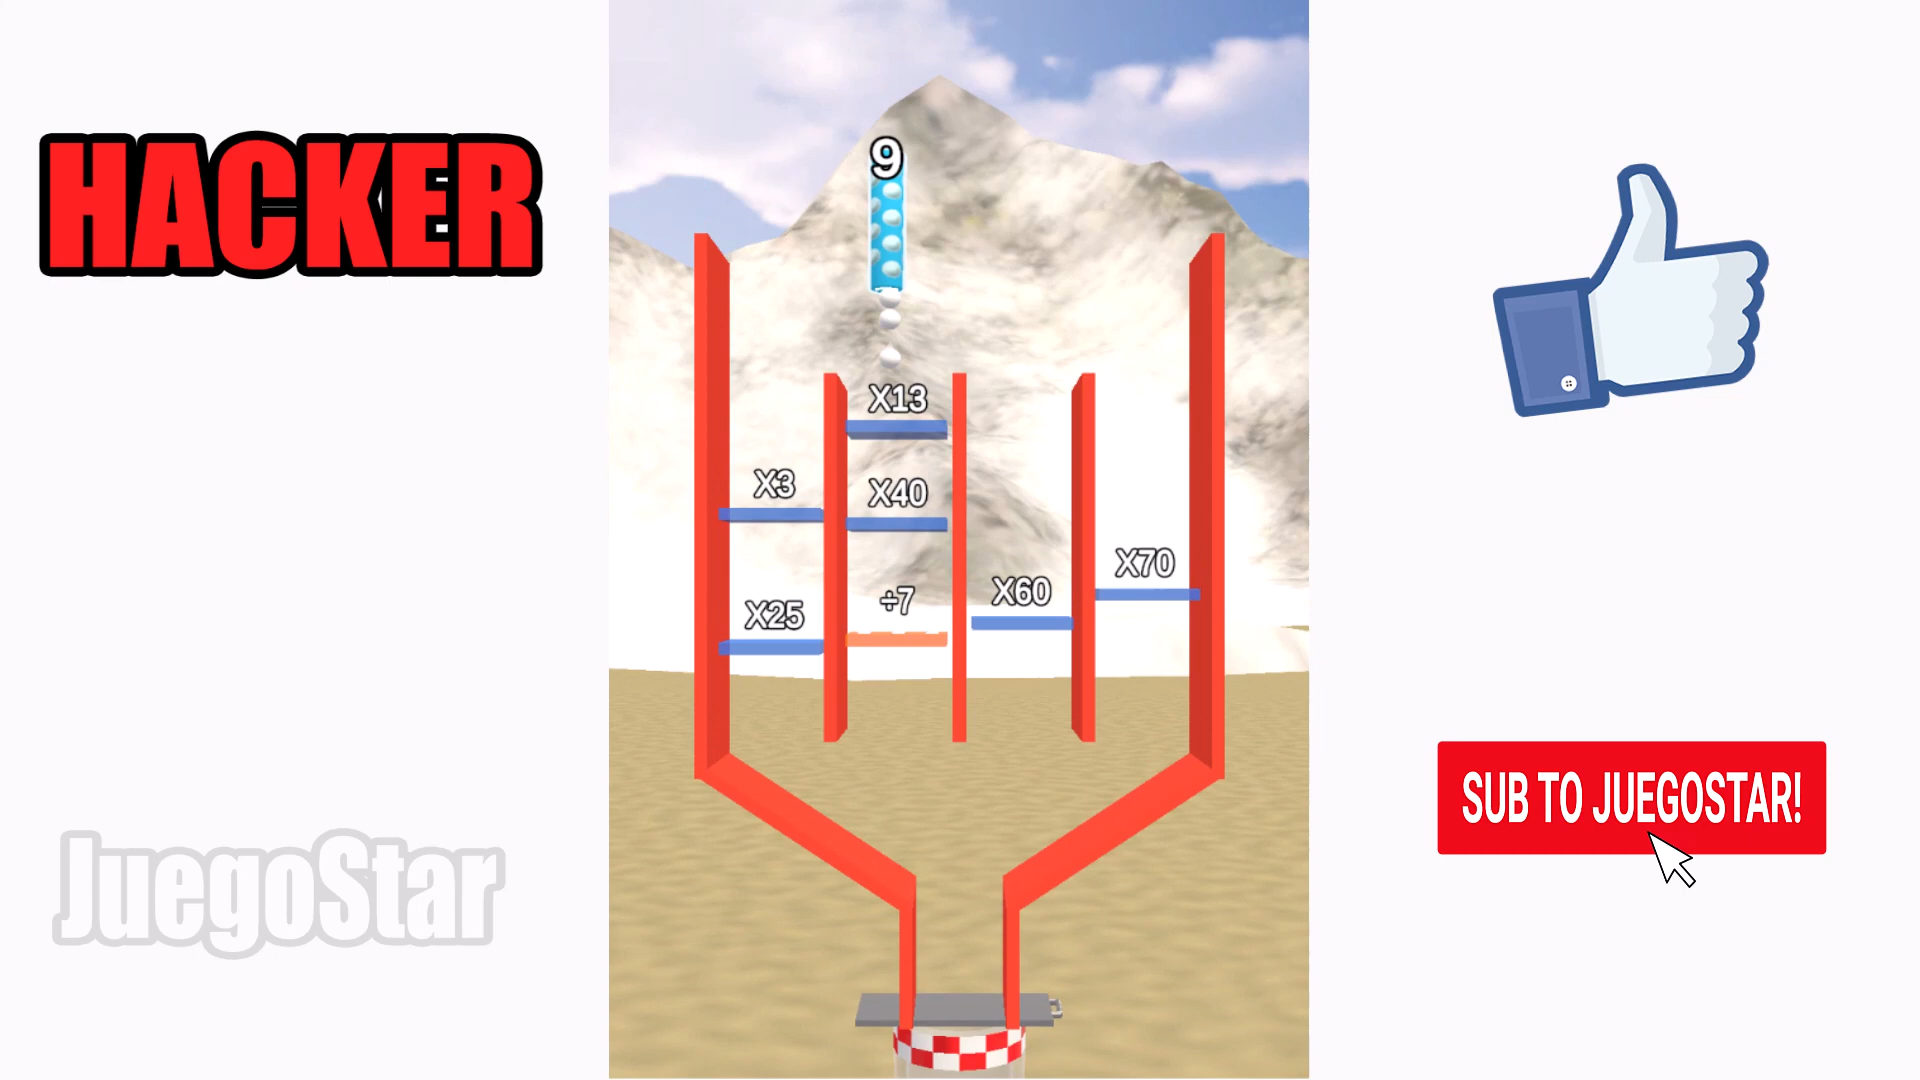 HACKER
9
X13
X3
X40
X70
X60
÷7
X25
SUB TO JUEGOSTAR!
JuegoStar